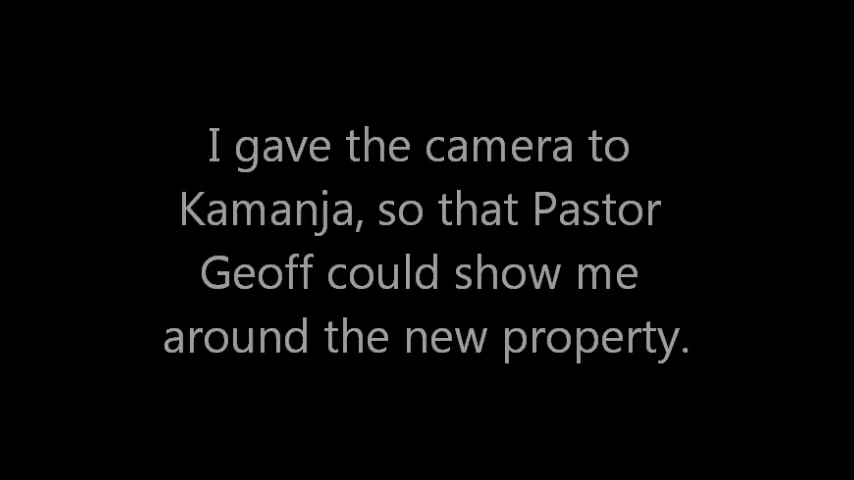 I gave the camera to
Kamanja, so that Pastor
Geoff could show me
around the new property.